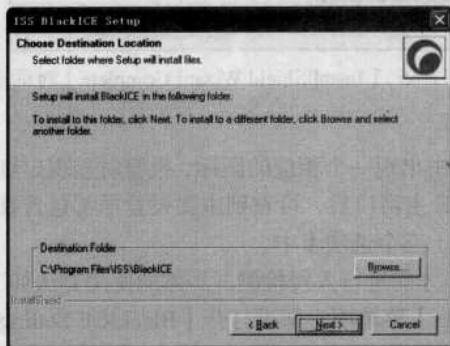 ISS BlackICE Setup
Choose Destination Location
Select folder where Setup will install files.
Setup will install BlackICE in the following folder.
To install to this folder, click Next. To install to a different folder, click Browse and select
another folder.
Destination Folder
C:\Program Files\ISS\BlackICE
Browse...
InstallShield
< Back
Next >
Cancel